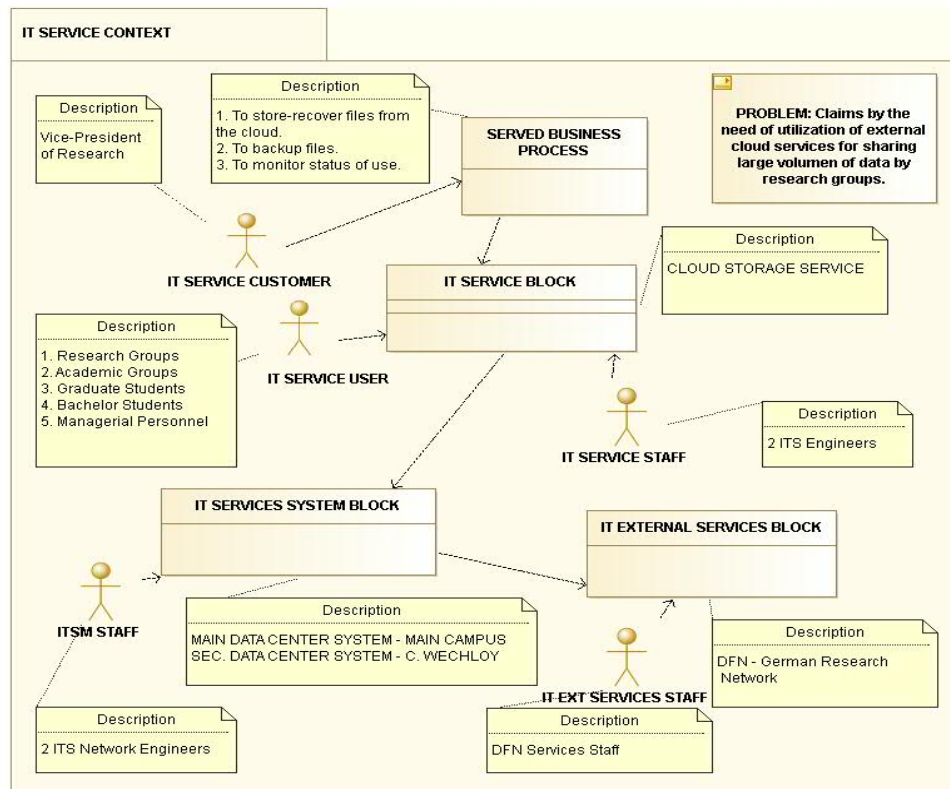 IT SERVICE CONTEXT
Description
Vice-President
of Research
Description
1. To store-recover files from
the cloud.
2. To backup files.
3. To monitor status of use.
SERVED BUSINESS
PROCESS
PROBLEM: Claims by the
need of utilization of external
cloud services for sharing
large volumen of data by
research groups.
IT SERVICE CUSTOMER
IT SERVICE BLOCK
Description
CLOUD STORAGE SERVICE
Description
1. Research Groups
2. Academic Groups
3. Graduate Students
4. Bachelor Students
5. Managerial Personnel
IT SERVICE USER
IT SERVICE STAFF
Description
2 ITS Engineers
IT SERVICES SYSTEM BLOCK
IT EXTERNAL SERVICES BLOCK
ITSM STAFF
Description
MAIN DATA CENTER SYSTEM - MAIN CAMPUS
SEC. DATA CENTER SYSTEM - C. WECHLOY
IT EXT SERVICES STAFF
Description
DFN - German Research
Network
Description
2 ITS Network Engineers
Description
DFN Services Staff